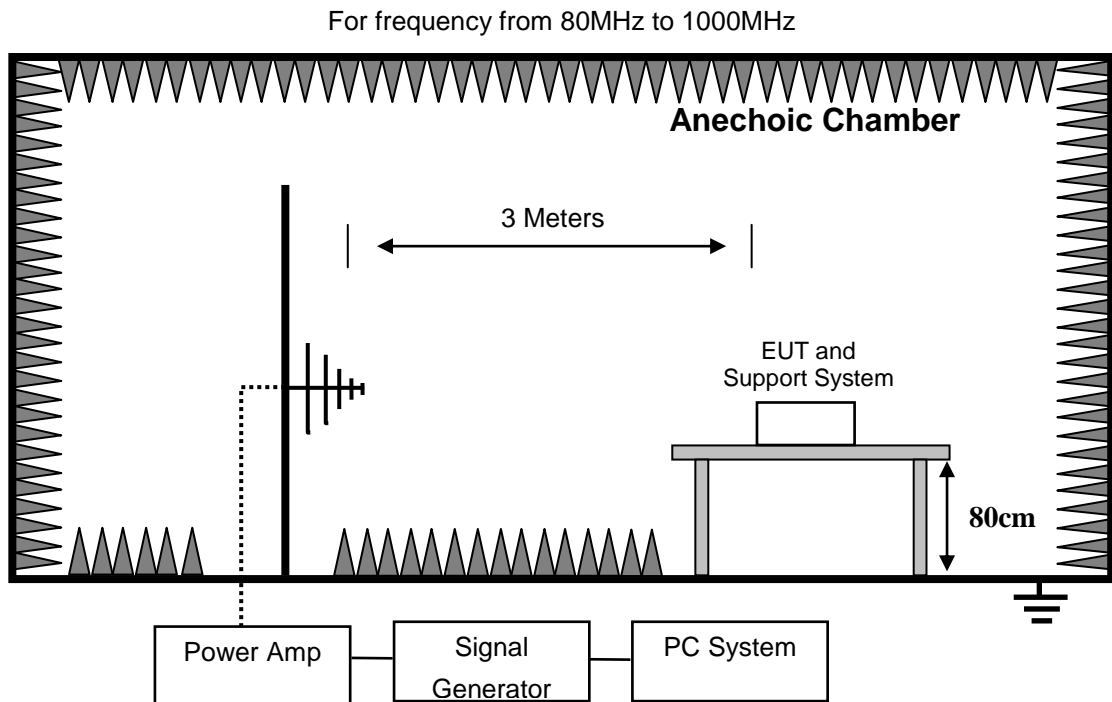 For frequency from 80MHz to 1000MHz
Anechoic Chamber
3 Meters
EUT and
Support System
80cm
Power Amp
Signal
Generator
PC System